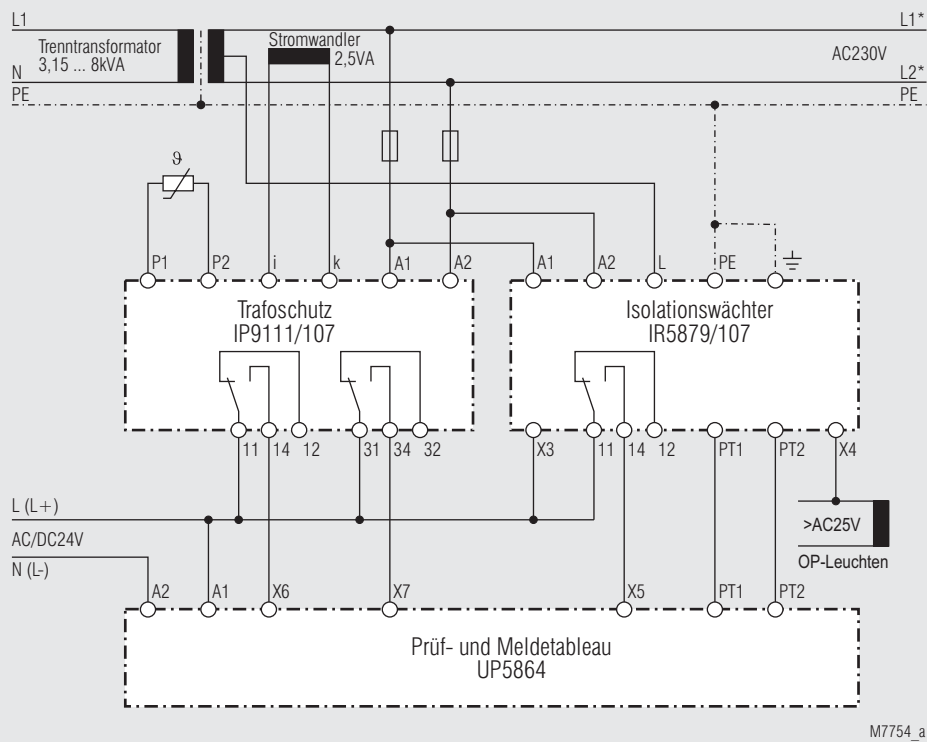 L1
L1*
Trenntransformator
3,15 ... 8kVA
Stromwandler
2,5VA
AC230V
N
L2*
PE
PE
ϑ
P1
P2
i
k
A1
A2
A1
A2
L
PE
Trafoschutz
IP9111/107
Isolationswächter
IR5879/107
11
14
12
31
34
32
X3
11
14
12
PT1
PT2
X4
L (L+)
AC/DC24V
N (L-)
>AC25V
OP-Leuchten
A2
A1
X6
X7
X5
PT1
PT2
Prüf- und Meldetableau
UP5864
M7754_a